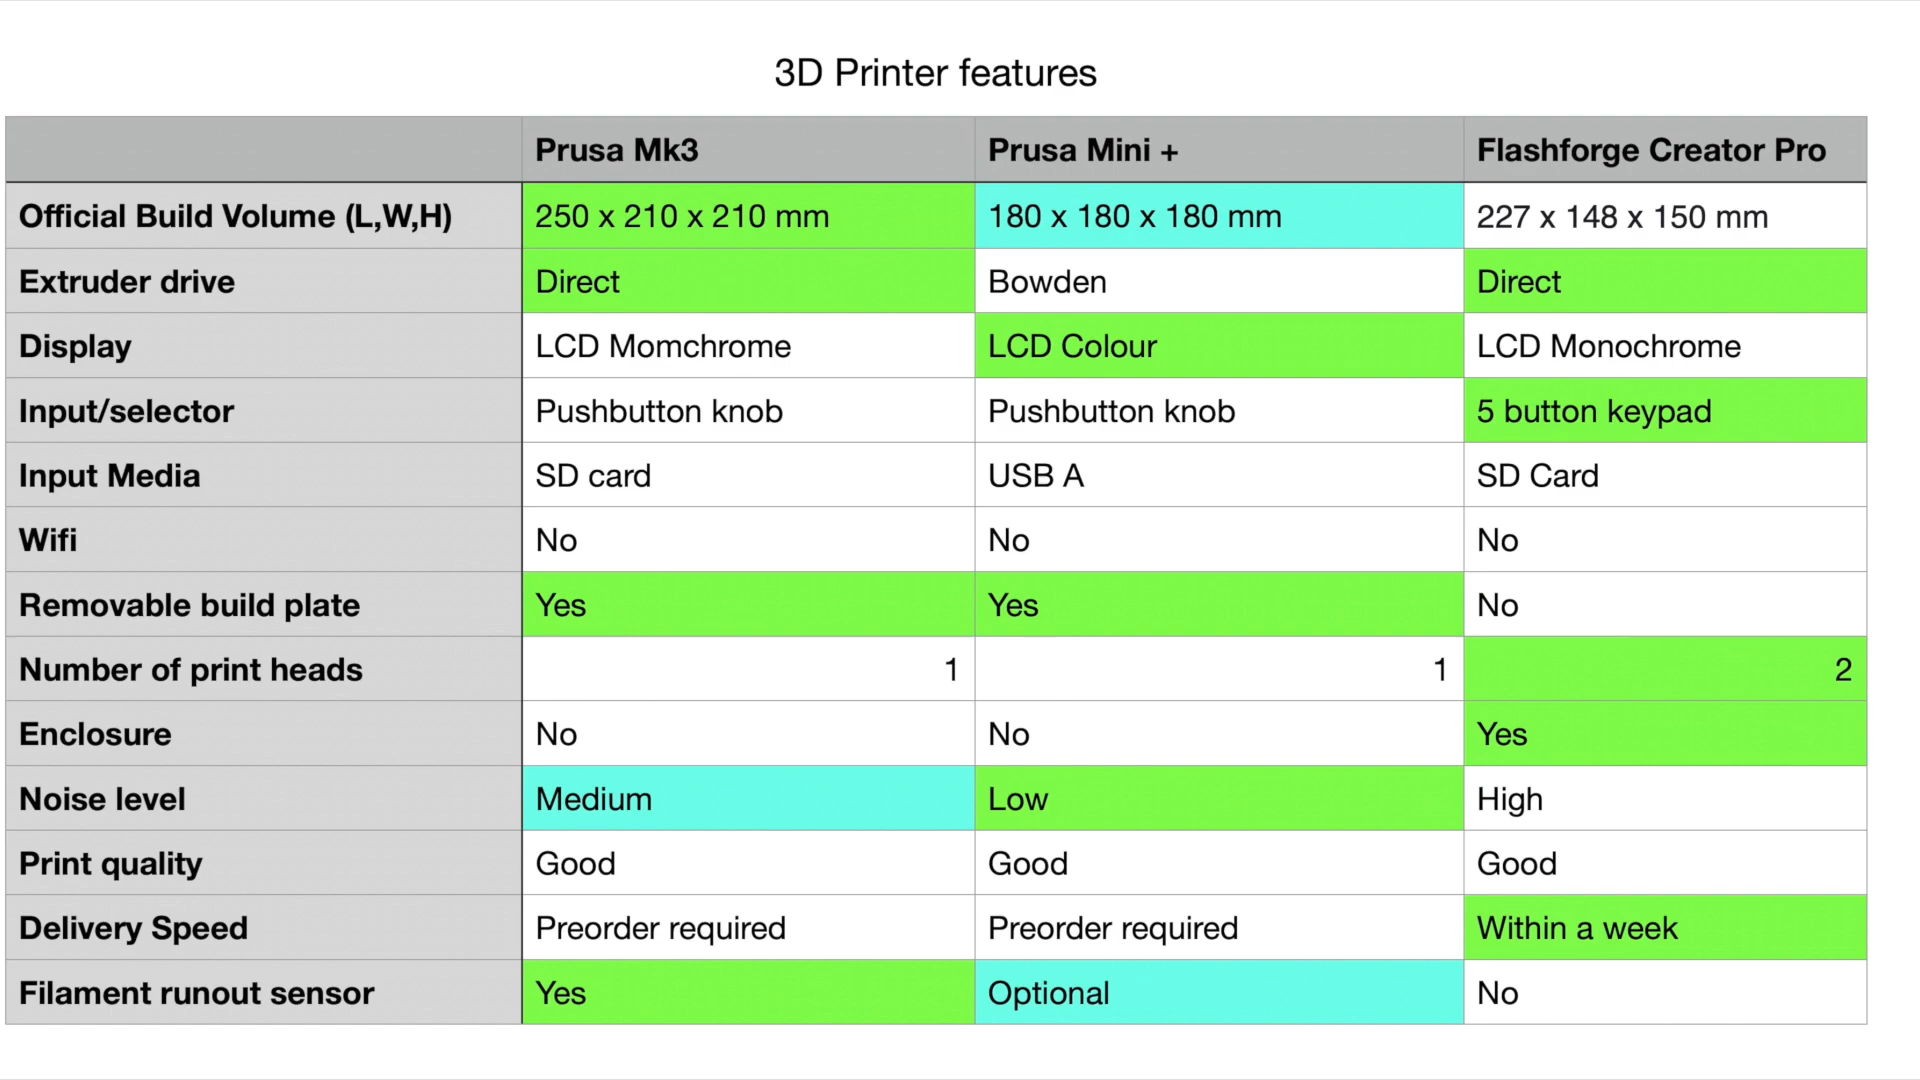 3D Printer features
Prusa Mk3 Prusa Mini + Flashforge Creator Pro
Official Build Volume (L,W,H) 250 x 210 x 210 mm 180 x 180 x 180 mm 227 x 148 x 150 mm
Extruder drive Direct Bowden Direct
Display LCD Momchrome LCD Colour LCD Monochrome
Input/selector Pushbutton knob Pushbutton knob 5 button keypad
Input Media SD card USB A SD Card
Wifi No No No
Removable build plate Yes Yes No
Number of print heads 1 1 2
Enclosure No No Yes
Noise level Medium Low High
Print quality Good Good Good
Delivery Speed Preorder required Preorder required Within a week
Filament runout sensor Yes Optional No